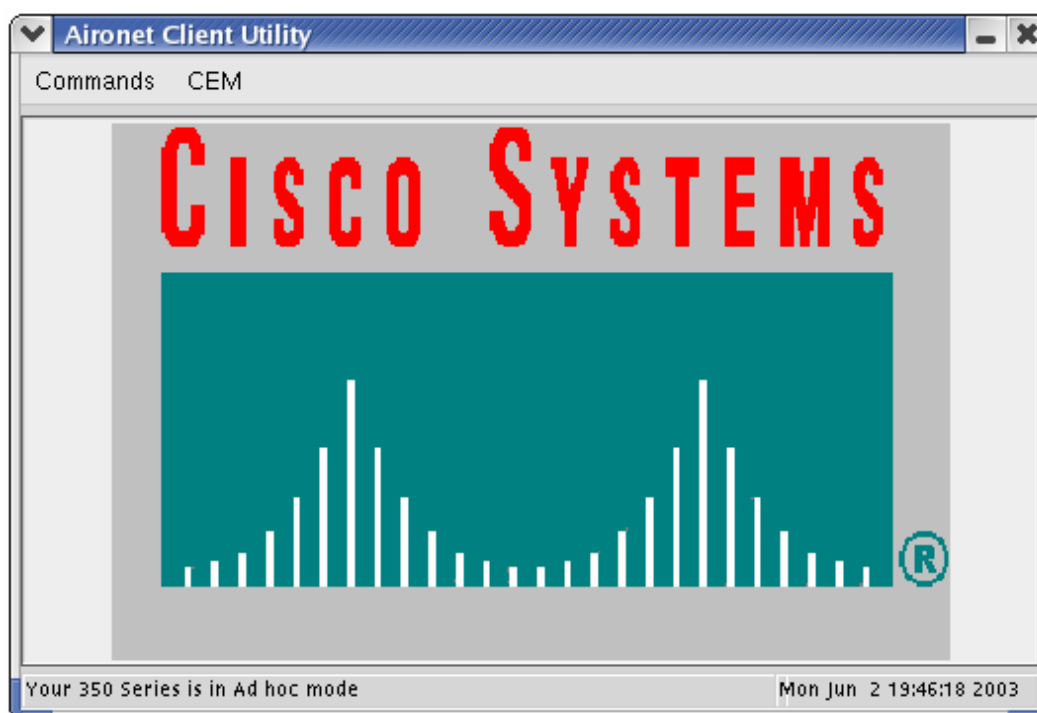 Aironet Client Utility
Commands CEM
CISCO SYSTEMS
®
Your 350 Series is in Ad hoc mode Mon Jun 2 19:46:18 2003